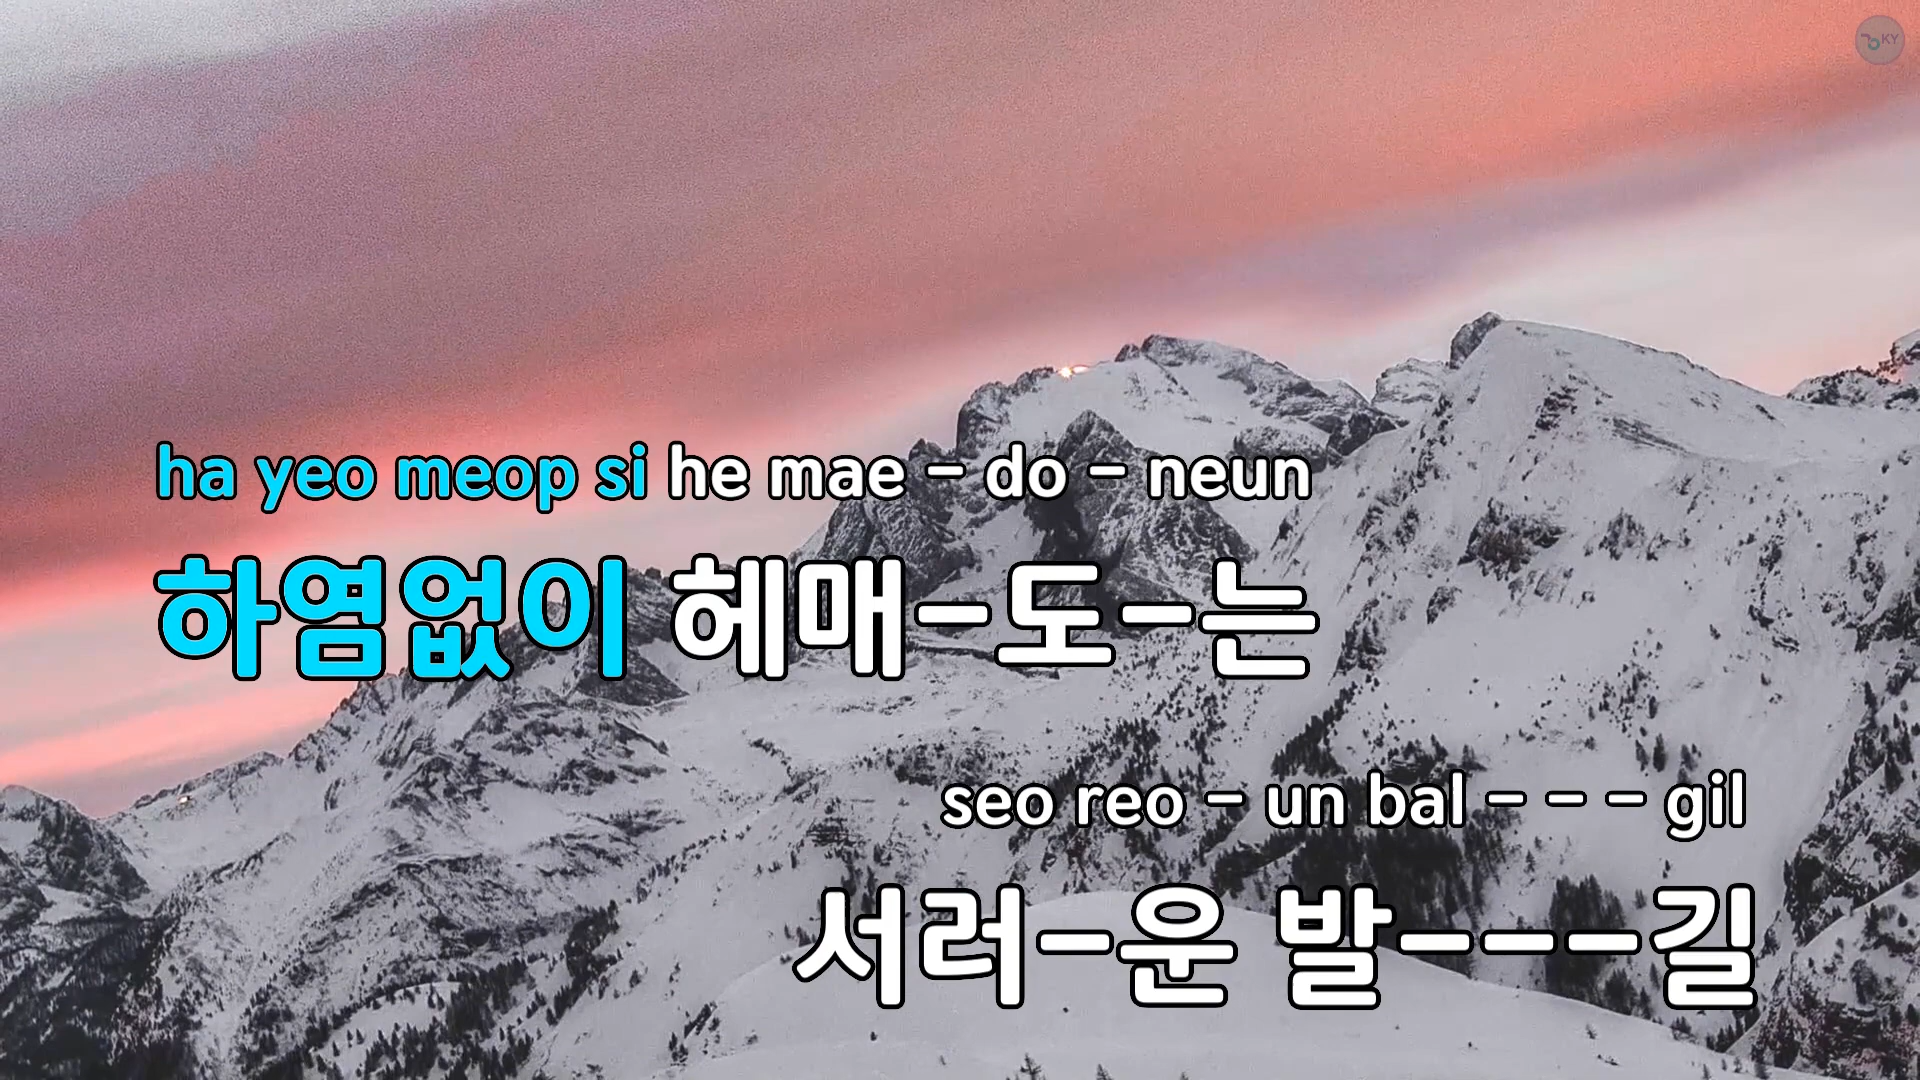 KY
ha yeo meop si he mae - do - neun
하염없이 헤매-도-는
seo reo - un bal - - - gil
서러-운 발---길